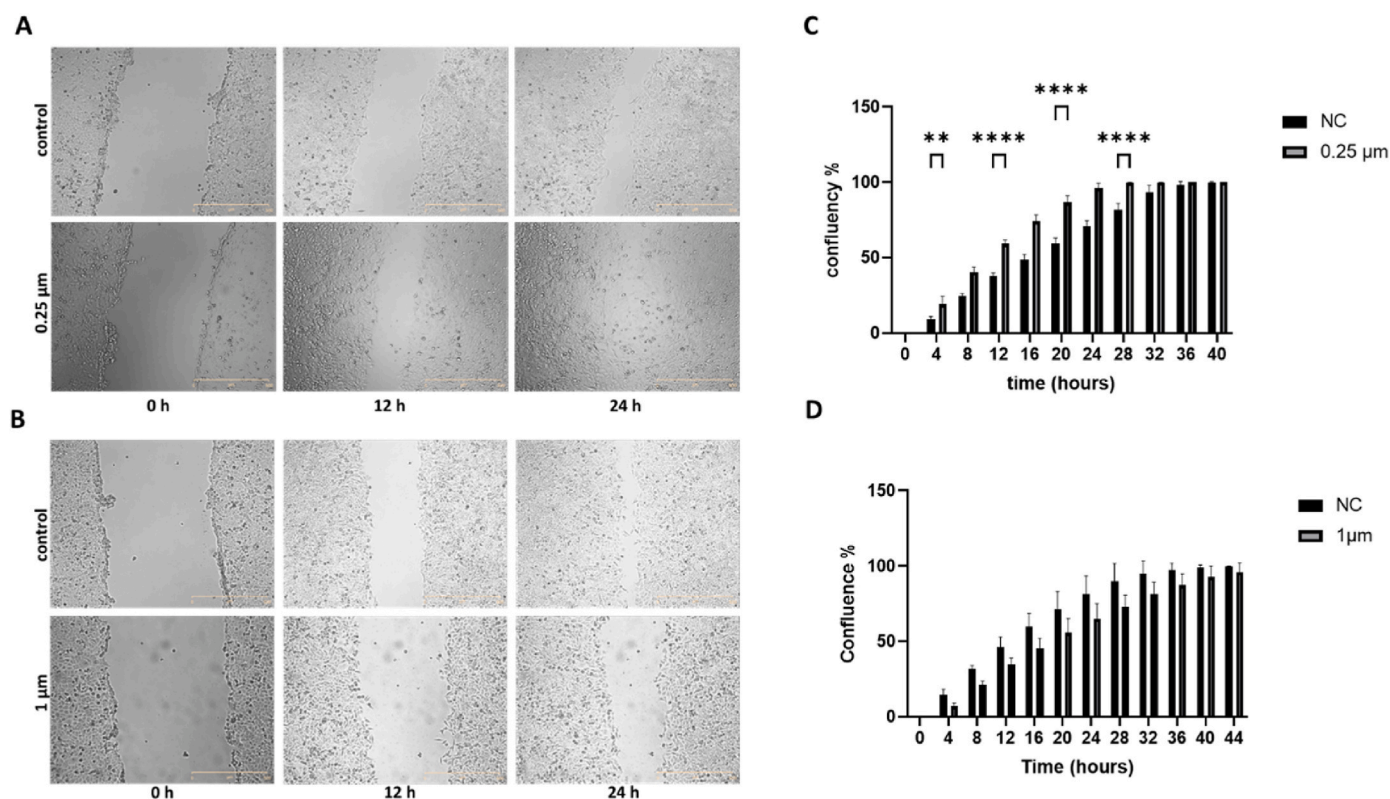 A
control
0.25 μm
0 h
12 h
24 h
B
control
1 μm
0 h
12 h
24 h
C
confluency %
150
100
50
0
**
****
****
****
0 4 8 12 16 20 24 28 32 36 40
time (hours)
NC
0.25 μm
D
Confluence %
150
100
50
0
0 4 8 12 16 20 24 28 32 36 40 44
Time (hours)
NC
1μm